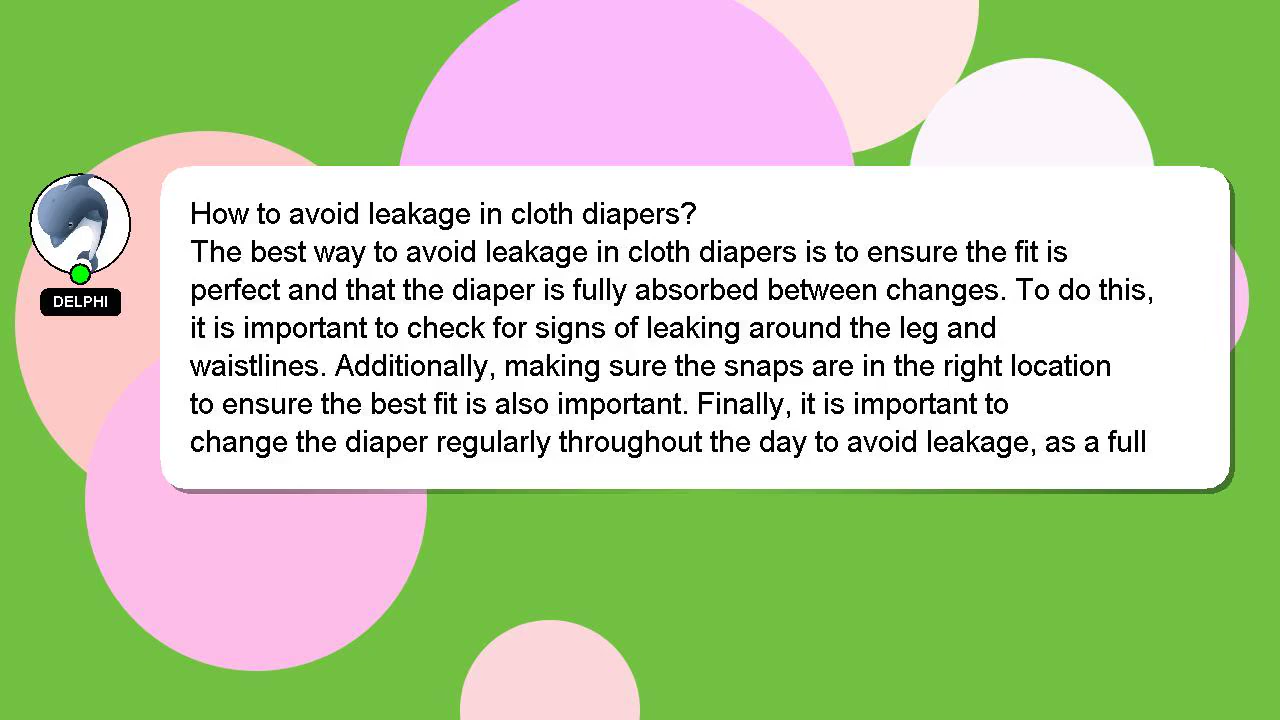 How to avoid leakage in cloth diapers?
The best way to avoid leakage in cloth diapers is to ensure the fit is
perfect and that the diaper is fully absorbed between changes. To do this,
it is important to check for signs of leaking around the leg and
waistlines. Additionally, making sure the snaps are in the right location
to ensure the best fit is also important. Finally, it is important to
change the diaper regularly throughout the day to avoid leakage, as a full
DELPHI